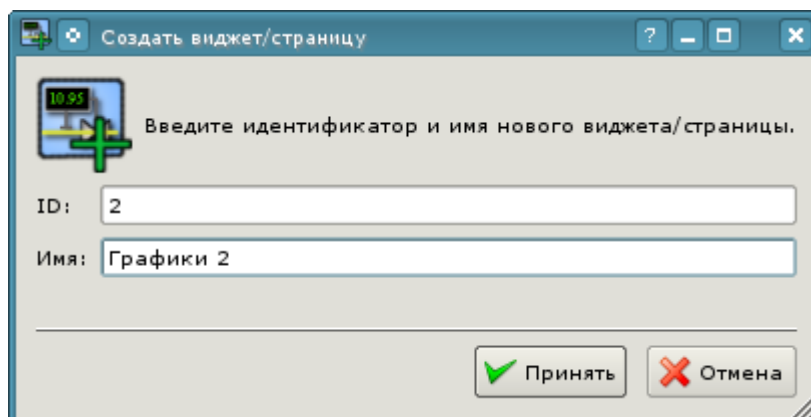 Создать виджет/страницу
?
10.95
Введите идентификатор и имя нового виджета/страницы.
ID: 2
Имя: Графики 2
Принять Отмена